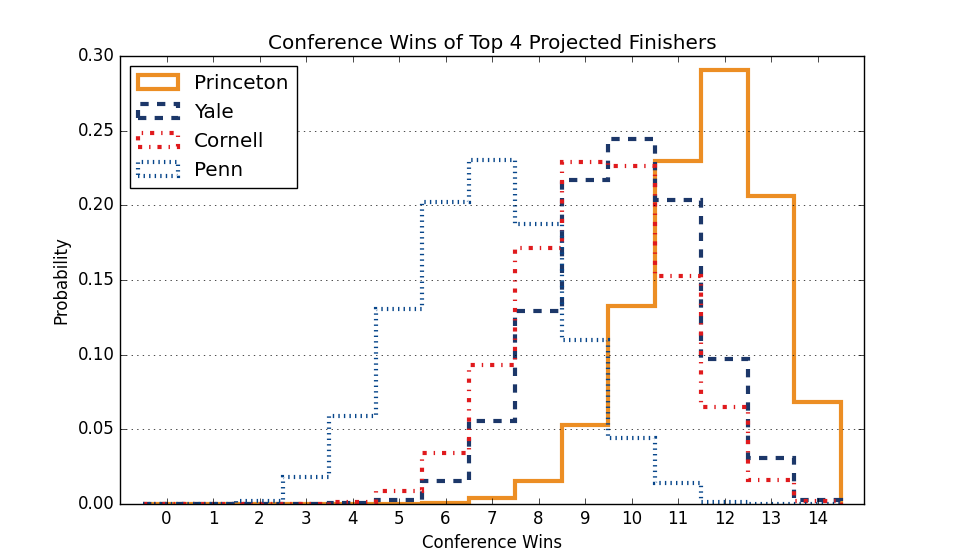 Conference Wins of Top 4 Projected Finishers
0.30
0.25
0.20
0.15
0.10
0.05
0.00
Probability
Princeton
Yale
Cornell
Penn
0 1 2 3 4 5 6 7 8 9 10 11 12 13 14
Conference Wins